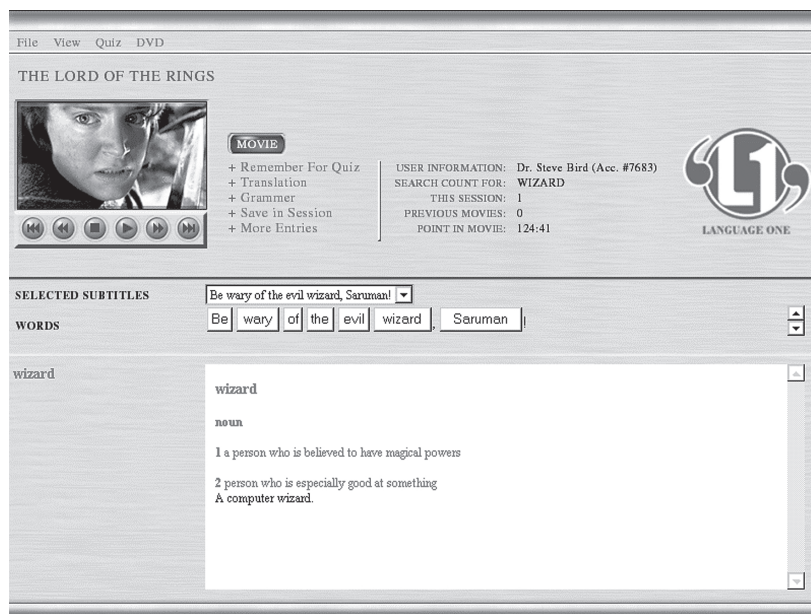 File View Quiz DVD
THE LORD OF THE RINGS
MOVIE
+ Remember For Quiz
+ Translation
+ Grammer
+ Save in Session
+ More Entries
USER INFORMATION: Dr. Steve Bird (Acc. #7683)
SEARCH COUNT FOR: WIZARD
THIS SESSION: 1
PREVIOUS MOVIES: 0
POINT IN MOVIE: 124:41
L1
LANGUAGE ONE
SELECTED SUBTITLES Be wary of the evil wizard, Saruman!
WORDS Be wary of the evil wizard, Saruman!
wizard
wizard
noun
1 a person who is believed to have magical powers
2 person who is especially good at something
A computer wizard.